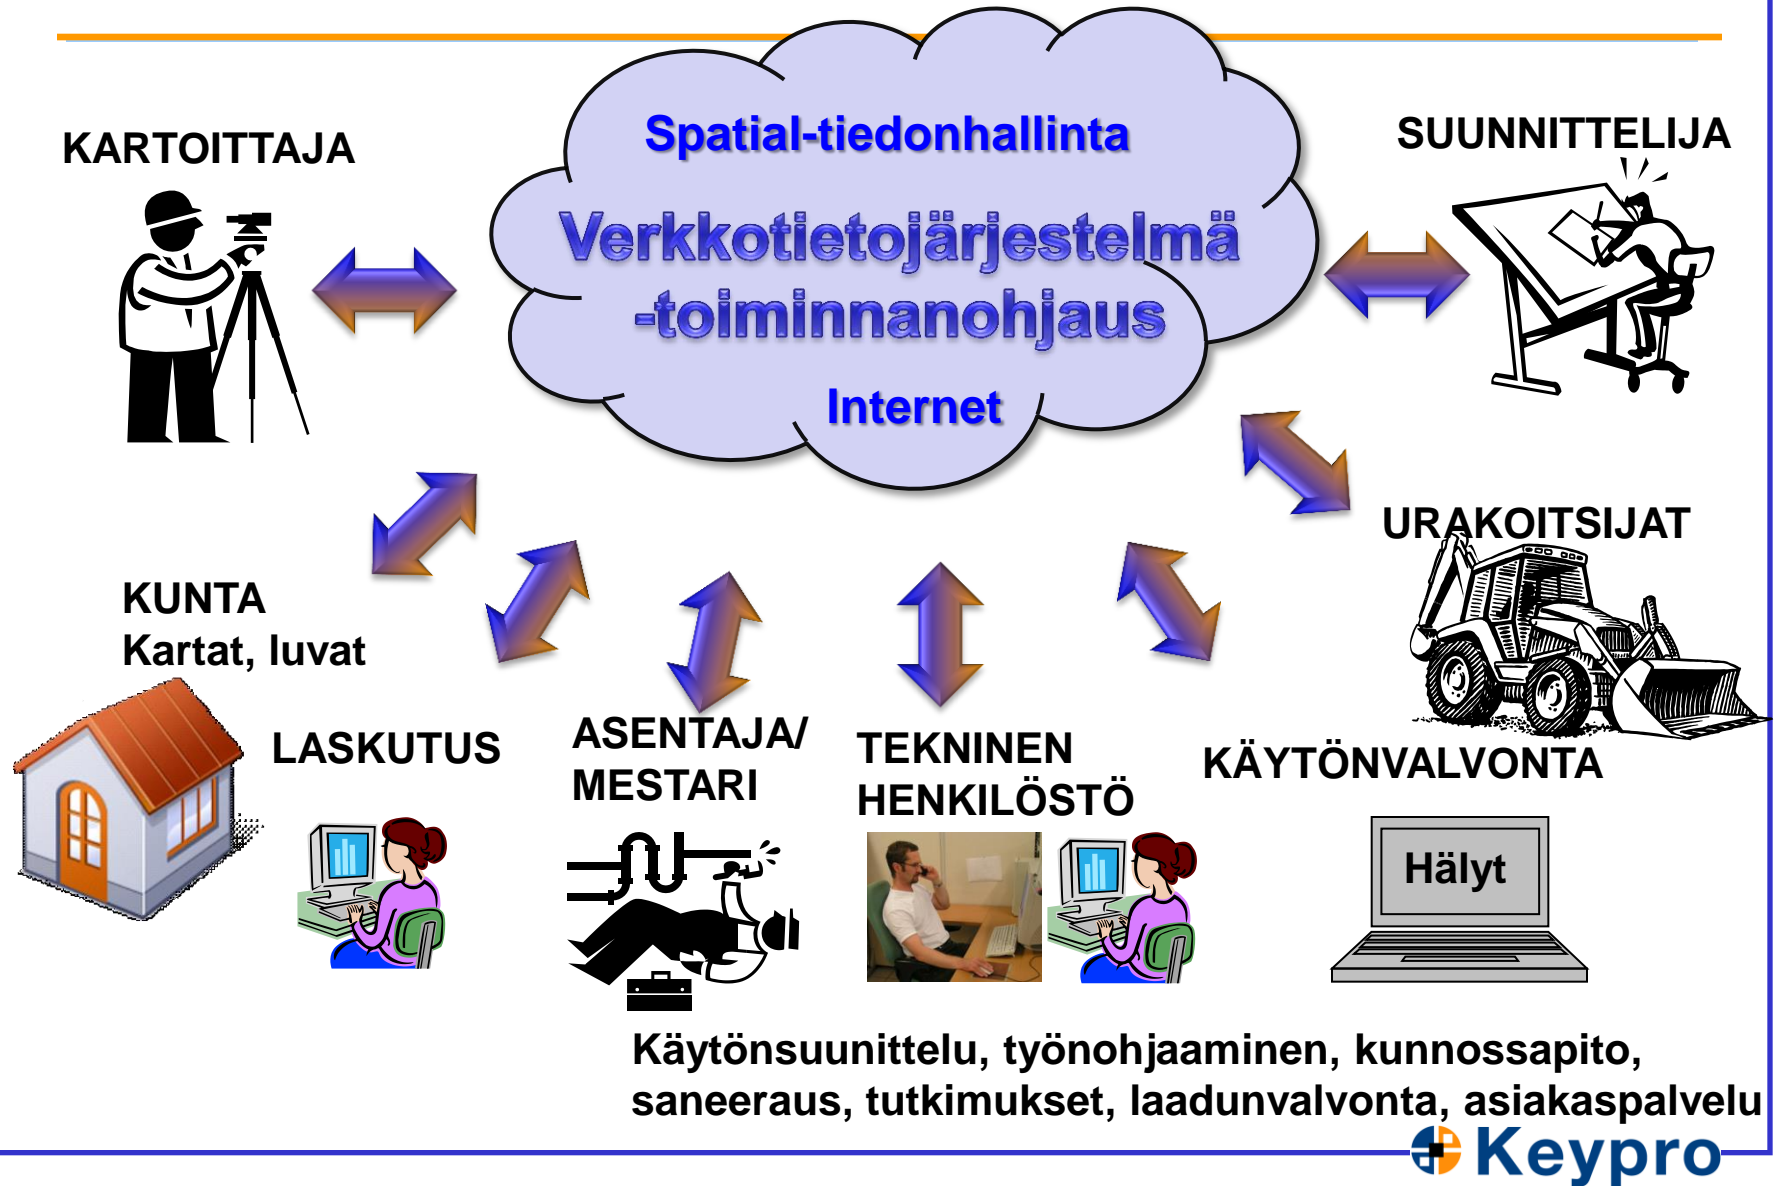 Spatial-tiedonhallinta
KARTOITTAJA
SUUNNITTELIJA
Verkkotietojärjestelmä
-toiminnanohjaus
Internet
URAKOITSIJAT
KUNTA
Kartat, luvat
LASKUTUS
ASENTAJA/
MESTARI
TEKNINEN
HENKILÖSTÖ
KÄYTÖNVALVONTA
Hälyt
Käytönsuunittelu, työnohjaaminen, kunnossapito,
saneeraus, tutkimukset, laadunvalvonta, asiakaspalvelu
Keypro